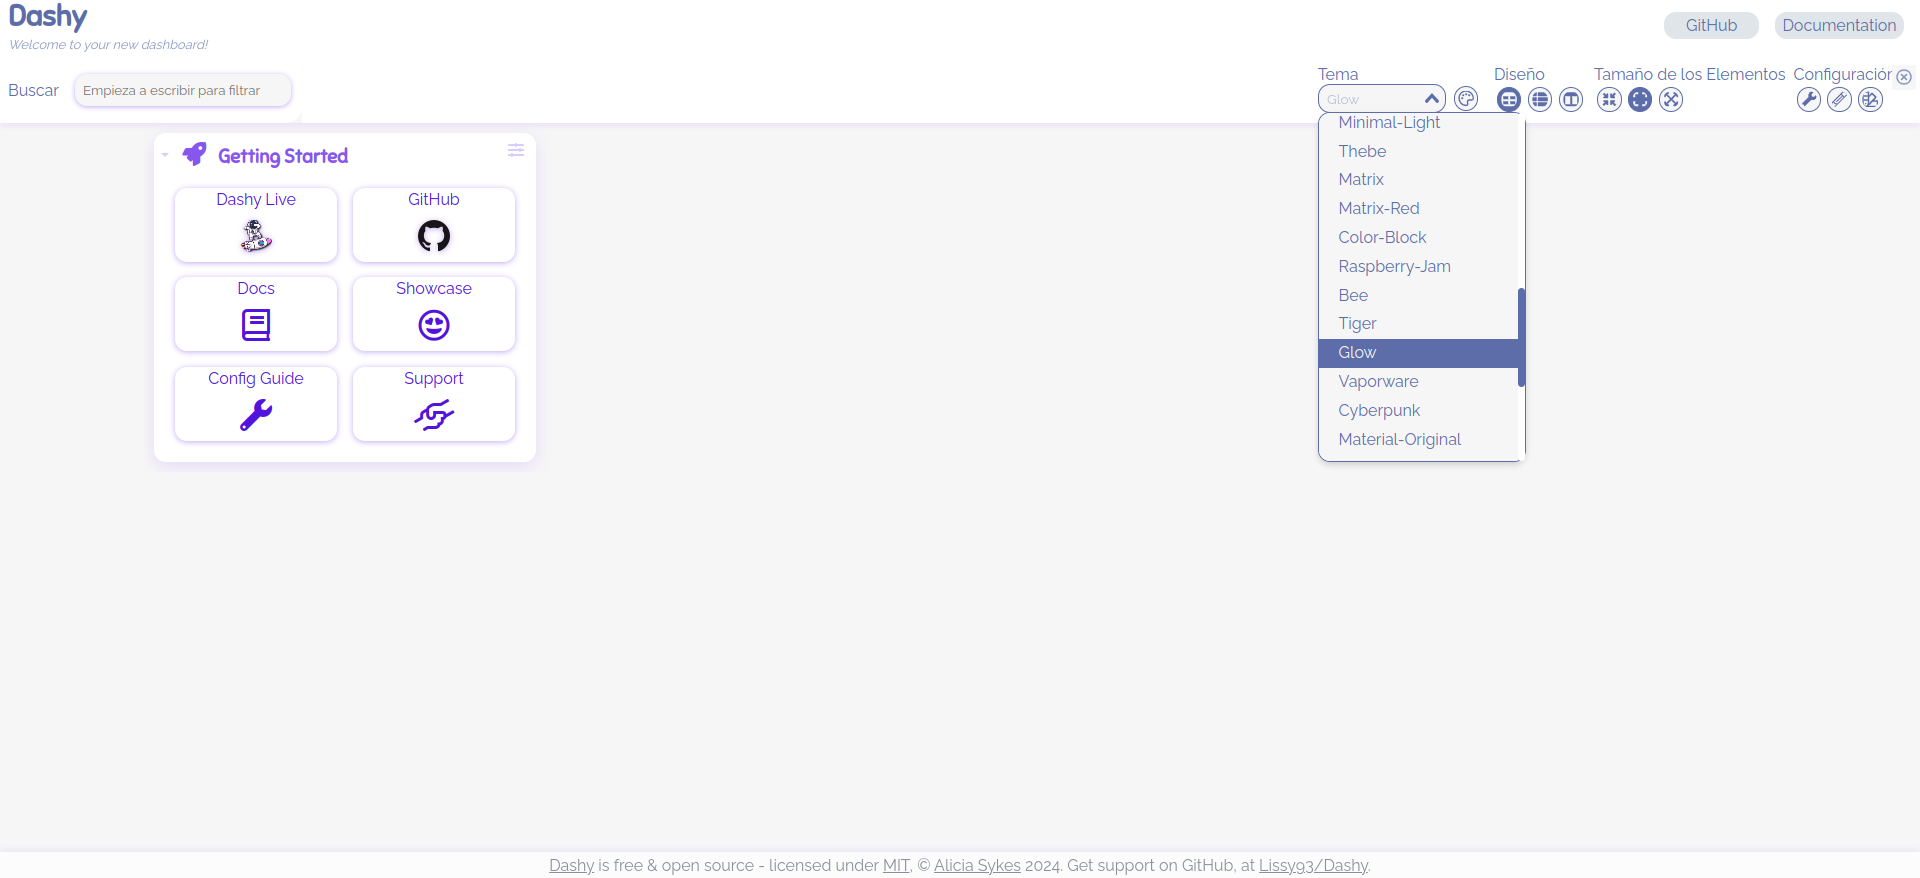 Dashy
Welcome to your new dashboard!
GitHub
Documentation
Buscar
Empieza a escribir para filtrar
Tema
Glow
Diseño
Tamaño de los Elementos
Configuración
Minimal-Light
Thebe
Matrix
Matrix-Red
Color-Block
Raspberry-Jam
Bee
Tiger
Glow
Vaporware
Cyberpunk
Material-Original
Getting Started
Dashy Live
GitHub
Docs
Showcase
Config Guide
Support
Dashy is free & open source - licensed under MIT, © Alicia Sykes 2024. Get support on GitHub, at Lissy93/Dashy.